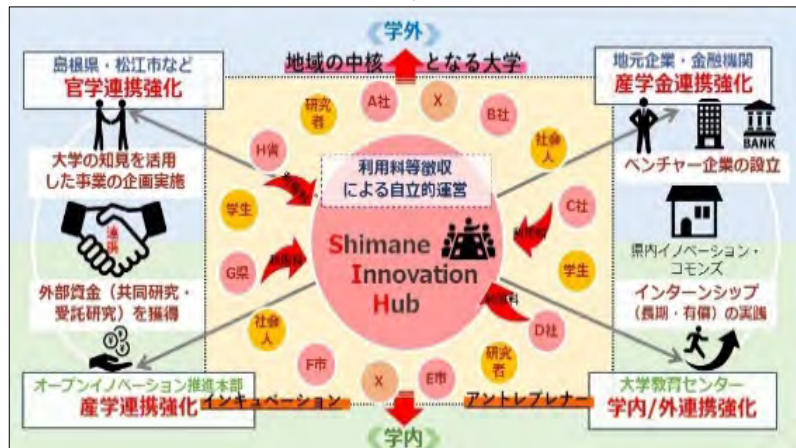 学外
地域の中核となる大学
島根県・松江市など
官学連携強化
大学の知見を活用
した事業の企画実施
連携
外部資金（共同研究・
受託研究）を獲得
オープンイノベーション推進本部
産学連携強化
研究者
A社
X
B社
社会人
H省
学生
G県
社会人
F市
X
E市
研究者
D社
学生
C社
利用料等徴収
による自立的運営
Shimane
Innovation
Hub
利用料
利用料
利用料
インキュベーション
アントレプレナー
学内
地元企業・金融機関
産学金連携強化
BANK
ベンチャー企業の設立
県内イノベーション・
コモンズ
インターンシップ
（長期・有償）の実践
大学教育センター
学内/外連携強化